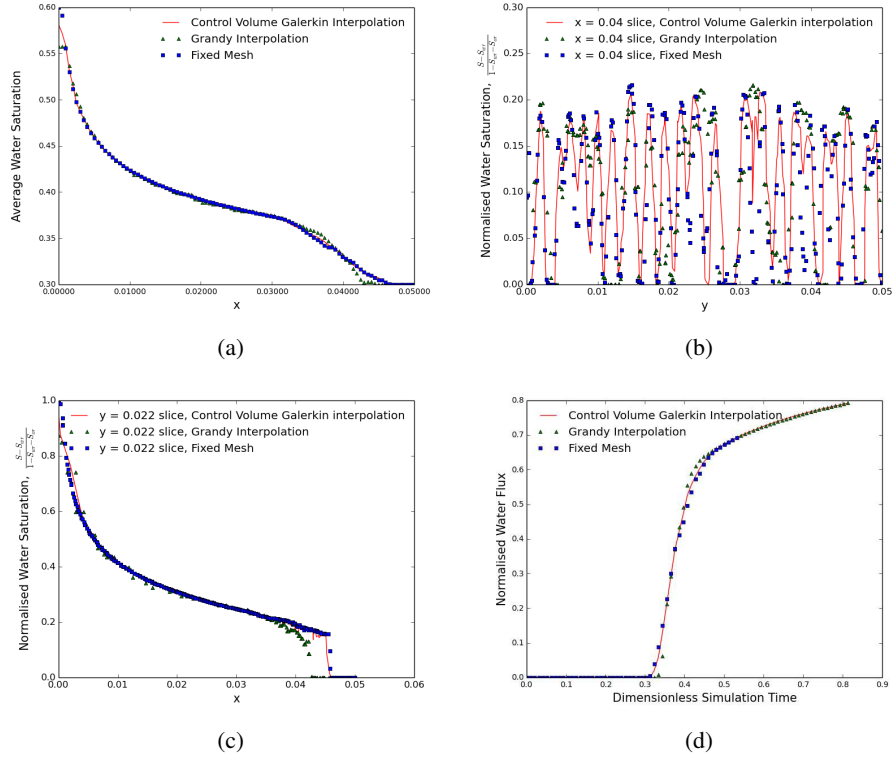 Control Volume Galerkin Interpolation
Grandy Interpolation
Fixed Mesh
Average Water Saturation
0.60
0.55
0.50
0.45
0.40
0.35
0.30
0.00000
0.01000
0.02000
0.03000
0.04000
0.05000
x
(a)
x = 0.04 slice, Control Volume Galerkin Interpolation
x = 0.04 slice, Grandy Interpolation
x = 0.04 slice, Fixed Mesh
Normalised Water Saturation,
0.30
0.25
0.20
0.15
0.10
0.05
0.00
0.00
0.01
0.02
0.03
0.04
0.05
y
(b)
y = 0.022 slice, Control Volume Galerkin interpolation
y = 0.022 slice, Grandy Interpolation
y = 0.022 slice, Fixed Mesh
Normalised Water Saturation,
1.0
0.8
0.6
0.4
0.2
0.0
0.00
0.01
0.02
0.03
0.04
0.05
0.06
x
(c)
Control Volume Galerkin Interpolation
Grandy Interpolation
Fixed Mesh
Normalised Water Flux
0.8
0.7
0.6
0.5
0.4
0.3
0.2
0.1
0.0
0.0
0.1
0.2
0.3
0.4
0.5
0.6
0.7
0.8
0.9
Dimensionless Simulation Time
(d)